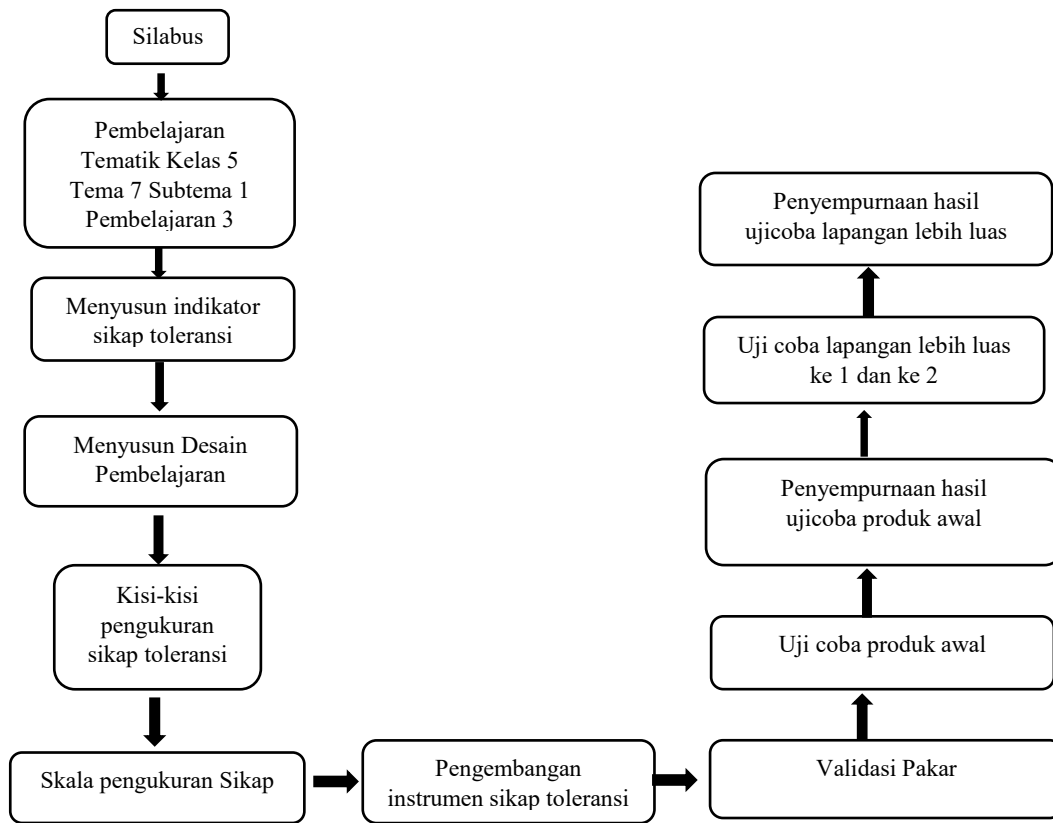 Silabus
Pembelajaran
Tematik Kelas 5
Tema 7 Subtema 1
Pembelajaran 3
Menyusun indikator
sikap toleransi
Menyusun Desain
Pembelajaran
Kisi-kisi
pengukuran
sikap toleransi
Skala pengukuran Sikap
Pengembangan
instrumen sikap toleransi
Validasi Pakar
Uji coba produk awal
Penyempurnaan hasil
ujicoba produk awal
Uji coba lapangan lebih luas
ke 1 dan ke 2
Penyempurnaan hasil
ujicoba lapangan lebih luas